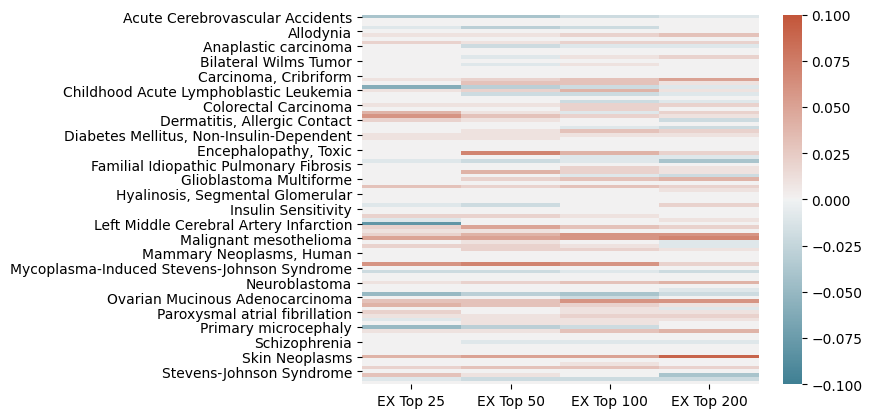 Acute Cerebrovascular Accidents
Allodynia
Anaplastic carcinoma
Bilateral Wilms Tumor
Carcinoma, Cribriform
Childhood Acute Lymphoblastic Leukemia
Colorectal Carcinoma
Dermatitis, Allergic Contact
Diabetes Mellitus, Non-Insulin-Dependent
Encephalopathy, Toxic
Familial Idiopathic Pulmonary Fibrosis
Glioblastoma Multiforme
Hyalinosis, Segmental Glomerular
Insulin Sensitivity
Left Middle Cerebral Artery Infarction
Malignant mesothelioma
Mammary Neoplasms, Human
Mycoplasma-Induced Stevens-Johnson Syndrome
Neuroblastoma
Ovarian Mucinous Adenocarcinoma
Paroxysmal atrial fibrillation
Primary microcephaly
Schizophrenia
Skin Neoplasms
Stevens-Johnson Syndrome
EX Top 25 EX Top 50 EX Top 100 EX Top 200
0.100
0.075
0.050
0.025
0.000
−0.025
−0.050
−0.075
−0.100